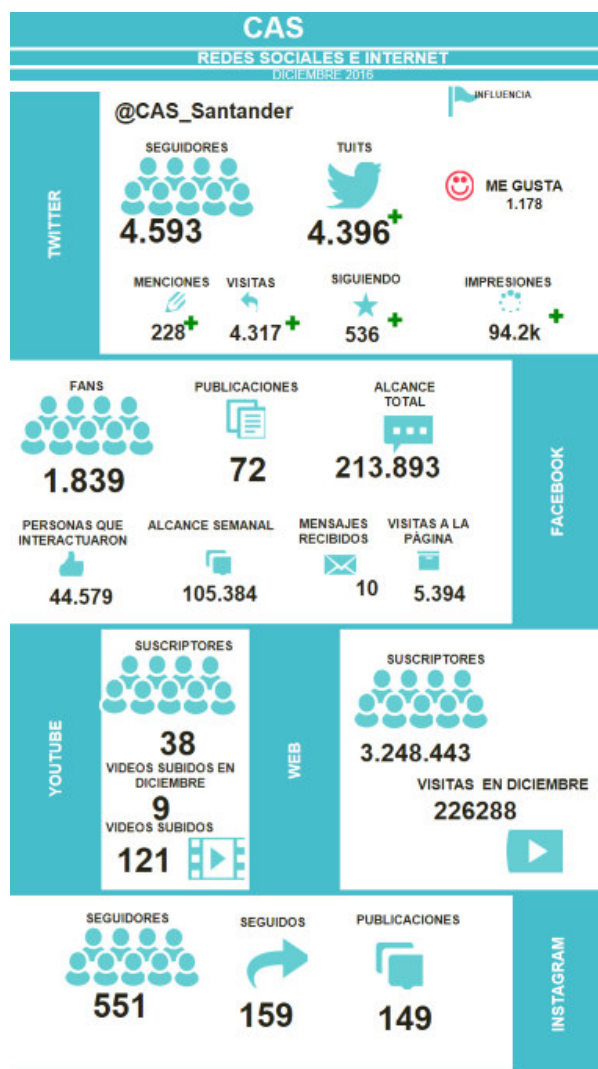 CAS
REDES SOCIALES E INTERNET
DICIEMBRE 2016
INFLUENCIA
@CAS_Santander
SEGUIDORES
TUITS
ME GUSTA
1.178
4.593
4.396
TWITTER
MENCIONES
VISITAS
SIGUIENDO
IMPRESIONES
228
4.317
536
94.2k
FANS
PUBLICACIONES
ALCANCE
TOTAL
1.839
72
213.893
FACEBOOK
PERSONAS QUE
INTERACTUARON
ALCANCE SEMANAL
MENSAJES
RECIBIDOS
VISITAS A LA
PÀGINA
44.579
105.384
10
5.394
YOUTUBE
SUSCRIPTORES
38
VIDEOS SUBIDOS EN
DICIEMBRE
9
VIDEOS SUBIDOS
121
WEB
SUSCRIPTORES
3.248.443
VISITAS EN DICIEMBRE
226288
SEGUIDORES
SEGUIDOS
PUBLICACIONES
551
159
149
INSTAGRAM